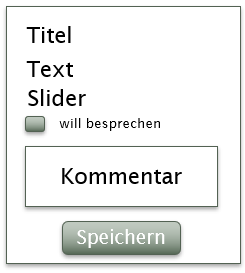 Titel
Text
Slider
will besprechen
Kommentar
Speichern